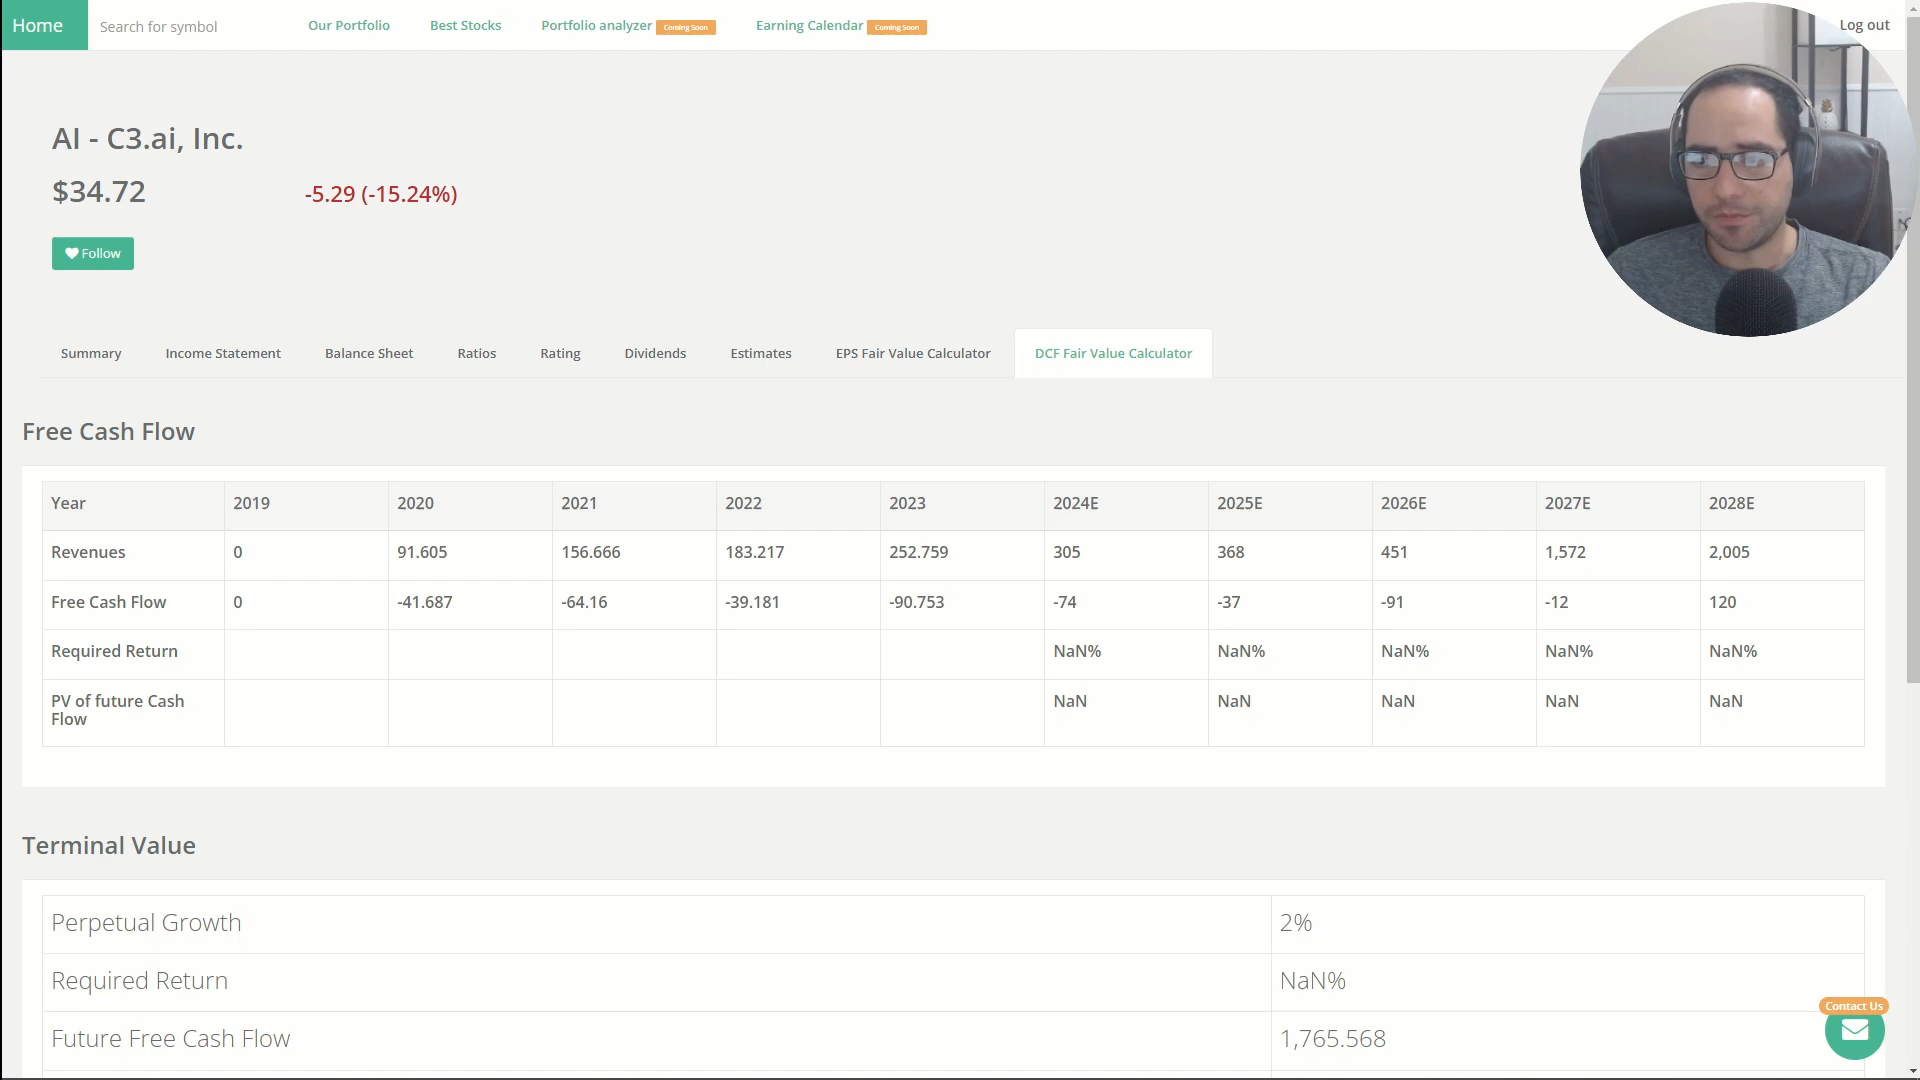 Home
Search for symbol
Our Portfolio
Best Stocks
Portfolio analyzer Coming Soon
Earning Calendar Coming Soon
Log out
AI - C3.ai, Inc.
$34.72 -5.29 (-15.24%)
Follow
Summary Income Statement Balance Sheet Ratios Rating Dividends Estimates EPS Fair Value Calculator DCF Fair Value Calculator
Free Cash Flow
Year 2019 2020 2021 2022 2023 2024E 2025E 2026E 2027E 2028E
Revenues 0 91.605 156.666 183.217 252.759 305 368 451 1,572 2,005
Free Cash Flow 0 -41.687 -64.16 -39.181 -90.753 -74 -37 -91 -12 120
Required Return NaN% NaN% NaN% NaN% NaN%
PV of future Cash
Flow
NaN NaN NaN NaN NaN
Terminal Value
Perpetual Growth 2%
Required Return NaN%
Future Free Cash Flow 1,765.568
Contact Us